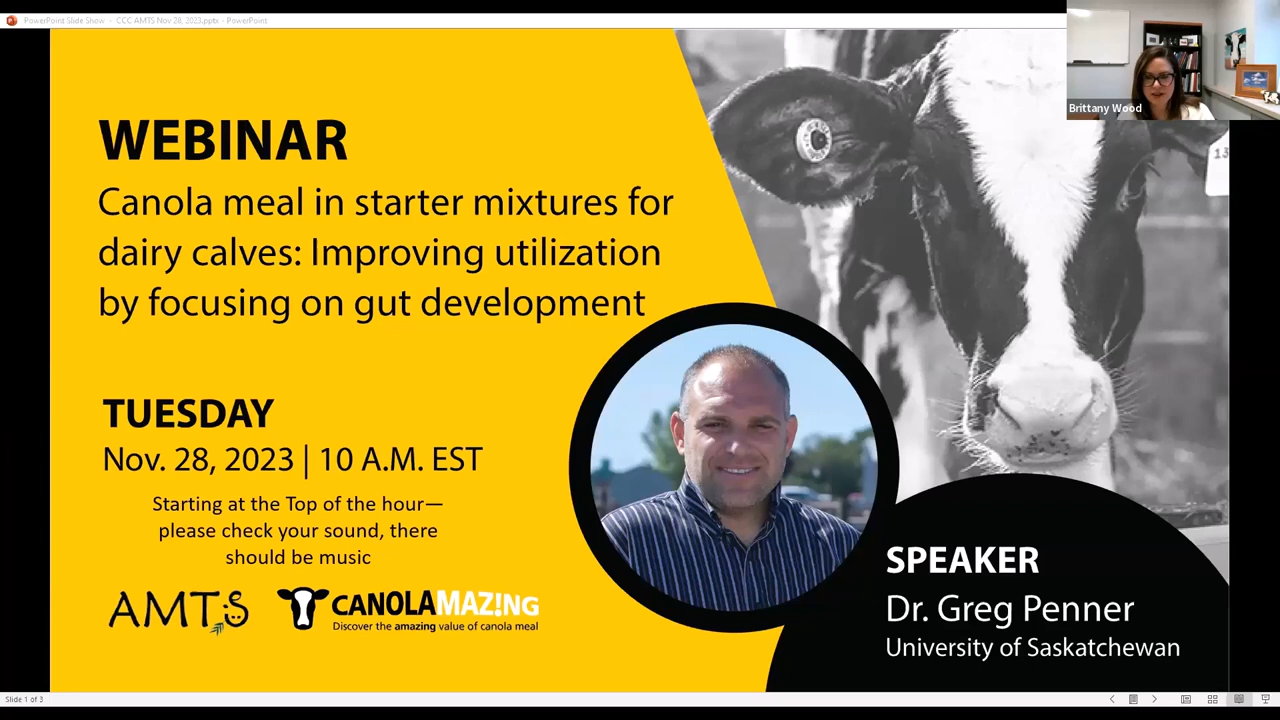 PowerPoint Slide Show - CCC AMTS Nov 28, 2023.pptx - PowerPoint
Brittany Wood
13
WEBINAR
Canola meal in starter mixtures for
dairy calves: Improving utilization
by focusing on gut development
TUESDAY
Nov. 28, 2023 | 10 A.M. EST
Starting at the Top of the hour—
please check your sound, there
should be music
AMTS
CANOLAMAZ!NG
Discover the amazing value of canola meal
SPEAKER
Dr. Greg Penner
University of Saskatchewan
Slide 1 of 3